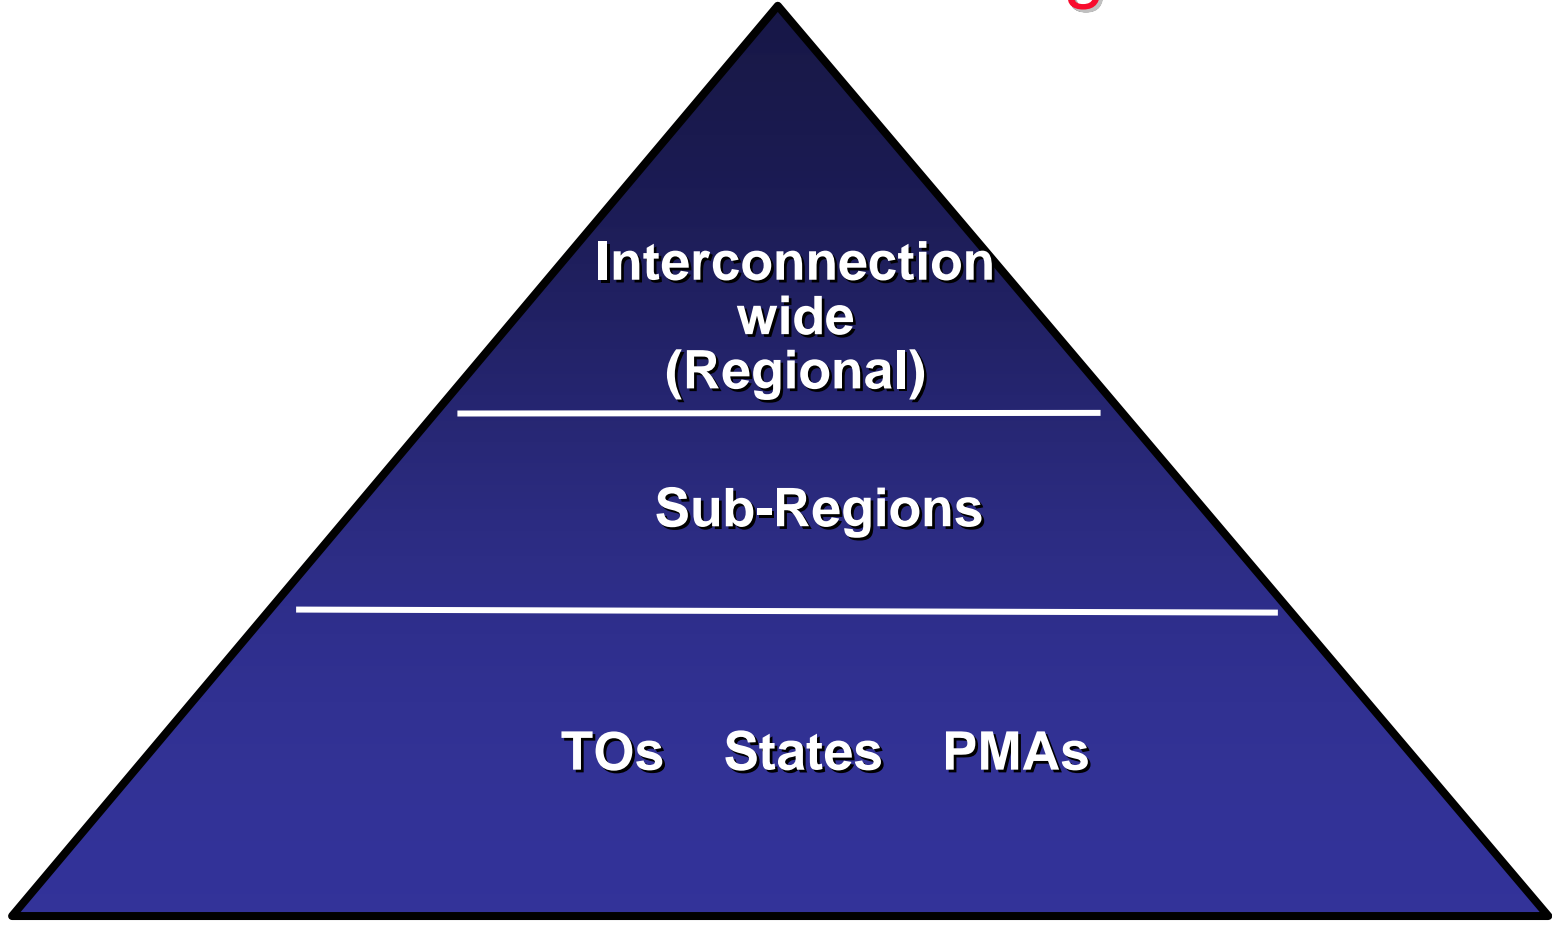 Interconnection
wide
(Regional)
Sub-Regions
TOs States PMAs